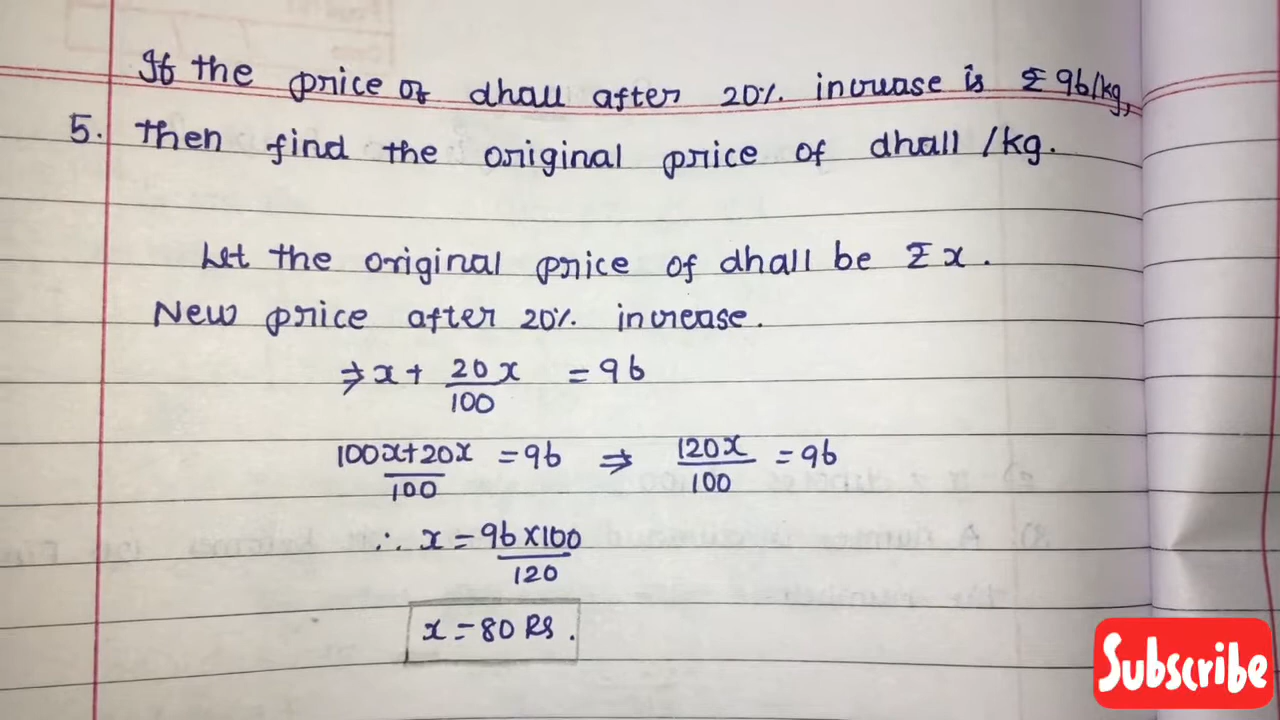 If the price of dhall after 20% increase is ₹ 96/kg,
5. then find the original price of dhall /kg.
Let the original price of dhall be ₹ x.
New price after 20% increase.
⇒ x + 20x/100 = 96
100x+20x/100 = 96 ⇒ 120x/100 = 96
∴ x = 96×100/120
x = 80 Rs.
Subscribe